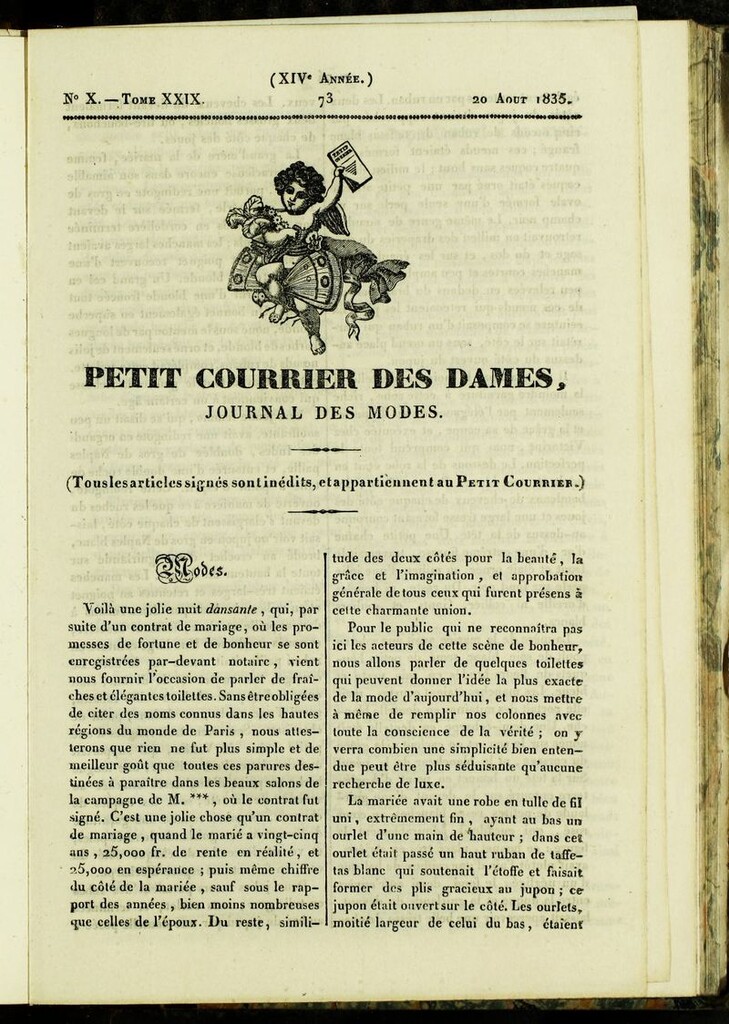 (XIVe Année.)
No X. — Tome XXIX. 73 20 Aout 1835.
PETIT COURRIER DES DAMES,
JOURNAL DES MODES.
(Tous les articles signés sont inédits, et appartiennent au Petit Courrier.)
Modes.
Voilà une jolie nuit dansante, qui, par
suite d'un contrat de mariage, où les pro-
messes de fortune et de bonheur se sont
enregistrées par-devant notaire, vient
nous fournir l'occasion de parler de fraî-
ches et élégantes toilettes. Sans être obligées
de citer des noms connus dans les hautes
régions du monde de Paris, nous attes-
terons que rien ne fut plus simple et de
meilleur goût que toutes ces parures des-
tinées à paraître dans les beaux salons de
la campagne de M. ***, où le contrat fut
signé. C'est une jolie chose qu'un contrat
de mariage, quand le marié a vingt-cinq
ans, 25,000 fr. de rente en réalité, et
25,000 en espérance; puis même chiffre
du côté de la mariée, sauf sous le rap-
port des années, bien moins nombreuses
que celles de l'époux. Du reste, simili-
tude des deux côtés pour la beauté, la
grâce et l'imagination, et approbation
générale de tous ceux qui furent présens à
cette charmante union.
Pour le public qui ne reconnaîtra pas
ici les acteurs de cette scène de bonheur,
nous allons parler de quelques toilettes
qui peuvent donner l'idée la plus exacte
de la mode d'aujourd'hui, et nous mettre
à même de remplir nos colonnes avec
toute la conscience de la vérité; on y
verra combien une simplicité bien enten-
due peut être plus séduisante qu'aucune
recherche de luxe.
La mariée avait une robe en tulle de fil
uni, extrêmement fin, ayant au bas un
ourlet d'une main de hauteur; dans cet
ourlet était passé un haut ruban de taffe-
tas blanc qui soutenait l'étoffe et faisait
former des plis gracieux au jupon; ce
jupon était ouvert sur le côté. Les ourlets,
moitié largeur de celui du bas, étaient